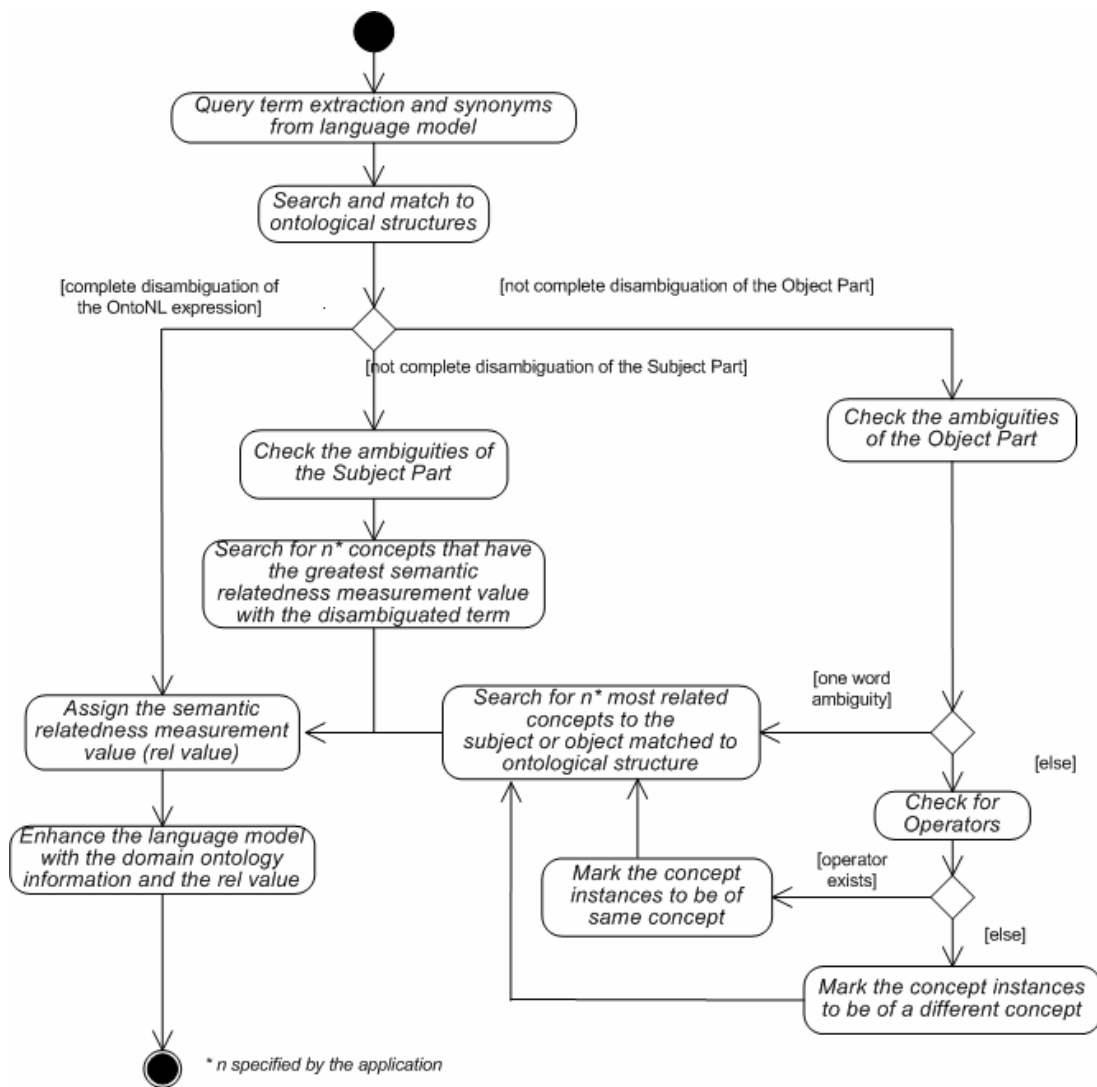 Query term extraction and synonyms
from language model
Search and match to
ontological structures
[complete disambiguation of
the OntoNL expression]
[not complete disambiguation of the Object Part]
[not complete disambiguation of the Subject Part]
Check the ambiguities of
the Subject Part
Check the ambiguities
of the Object Part
Search for n* concepts that have
the greatest semantic
relatedness measurement value
with the disambiguated term
[one word
ambiguity]
Search for n* most related
concepts to the
subject or object matched to
ontological structure
Assign the semantic
relatedness measurement
value (rel value)
[else]
Check for
Operators
Enhance the language model
with the domain ontology
information and the rel value
[operator
exists]
Mark the concept
instances to be of
same concept
[else]
Mark the concept instances
to be of a different concept
* n specified by the application